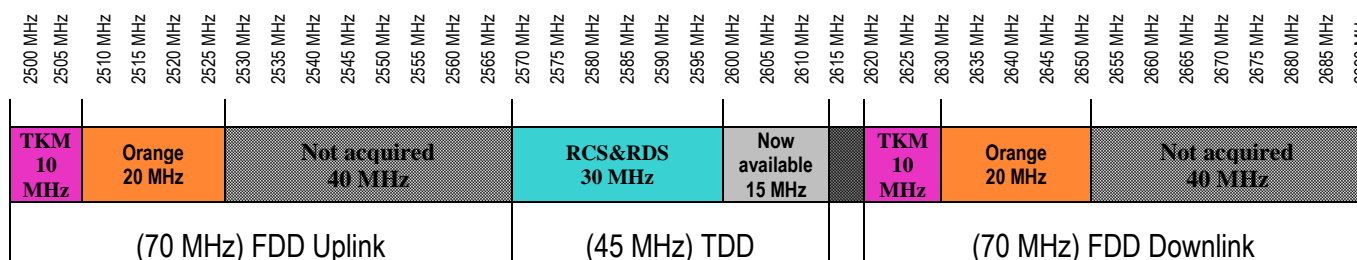 2500 MHz
2505 MHz
2510 MHz
2515 MHz
2520 MHz
2525 MHz
2530 MHz
2535 MHz
2540 MHz
2545 MHz
2550 MHz
2555 MHz
2560 MHz
2565 MHz
2570 MHz
2575 MHz
2580 MHz
2585 MHz
2590 MHz
2595 MHz
2600 MHz
2605 MHz
2610 MHz
2615 MHz
2620 MHz
2625 MHz
2630 MHz
2635 MHz
2640 MHz
2645 MHz
2650 MHz
2655 MHz
2660 MHz
2665 MHz
2670 MHz
2675 MHz
2680 MHz
2685 MHz
TKM
10
MHz
Orange
20 MHz
Not acquired
40 MHz
RCS&RDS
30 MHz
Now
available
15 MHz
TKM
10
MHz
Orange
20 MHz
Not acquired
40 MHz
(70 MHz) FDD Uplink
(45 MHz) TDD
(70 MHz) FDD Downlink